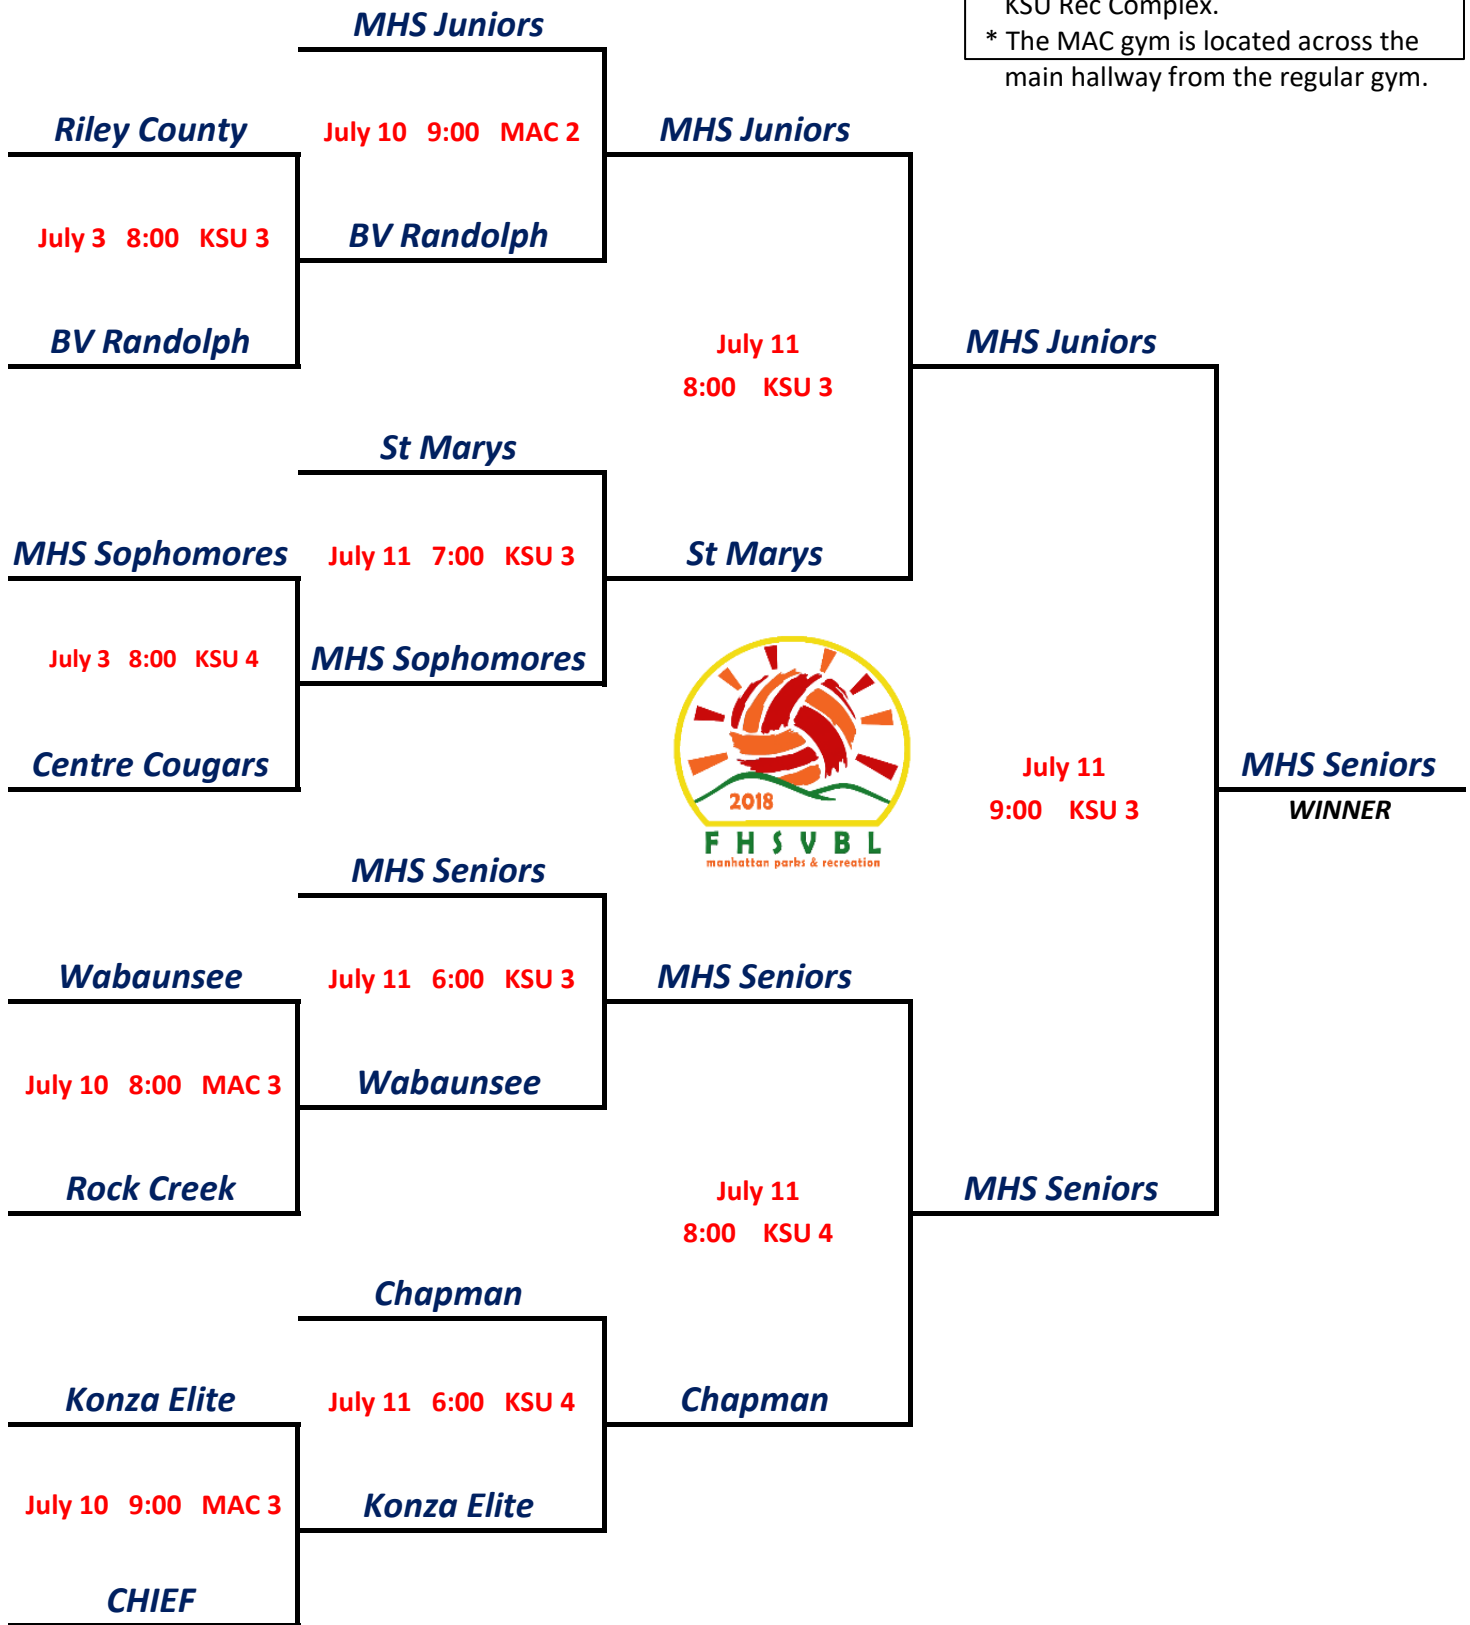 KSU Rec Complex.
* The MAC gym is located across the
main hallway from the regular gym.
MHS Juniors
Riley County
July 10 9:00 MAC 2
MHS Juniors
July 3 8:00 KSU 3
BV Randolph
BV Randolph
July 11
8:00 KSU 3
MHS Juniors
St Marys
MHS Sophomores
July 11 7:00 KSU 3
St Marys
July 3 8:00 KSU 4
MHS Sophomores
Centre Cougars
2018
F H S V B L
manhattan parks & recreation
July 11
9:00 KSU 3
MHS Seniors
WINNER
MHS Seniors
Wabaunsee
July 11 6:00 KSU 3
MHS Seniors
July 10 8:00 MAC 3
Wabaunsee
Rock Creek
July 11
8:00 KSU 4
MHS Seniors
Chapman
Konza Elite
July 11 6:00 KSU 4
Chapman
July 10 9:00 MAC 3
Konza Elite
CHIEF